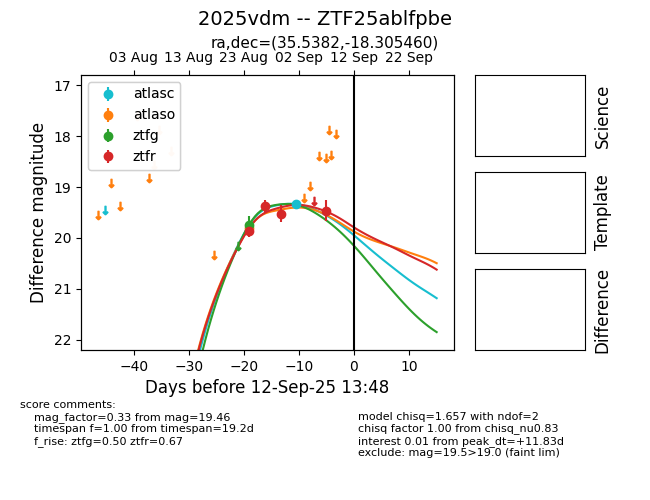 2025vdm -- ZTF25ablfpbe
ra,dec=(35.5382,-18.305460)
03 Aug 13 Aug 23 Aug 02 Sep 12 Sep 22 Sep
17
18
19
20
21
22
Difference magnitude
atlasc
atlaso
ztfg
ztfr
−40 −30 −20 −10 0 10
Days before 12-Sep-25 13:48
Science
Template
Difference
score comments:
mag_factor=0.33 from mag=19.46
timespan f=1.00 from timespan=19.2d
f_rise: ztfg=0.50 ztfr=0.67
model chisq=1.657 with ndof=2
chisq factor 1.00 from chisq_nu0.83
interest 0.01 from peak_dt=+11.83d
exclude: mag=19.5>19.0 (faint lim)